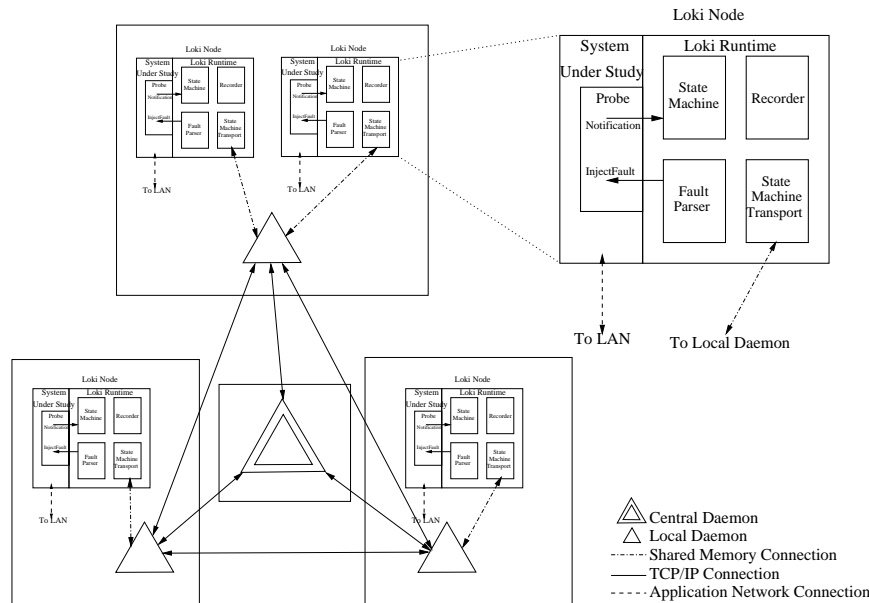 Loki Node
System
Under Study
Loki Runtime
Probe
Notification
InjectFault
State
Machine
Recorder
Fault
Parser
State
Machine
Transport
To LAN
Loki Node
System
Under Study
Loki Runtime
Probe
Notification
InjectFault
State
Machine
Recorder
Fault
Parser
State
Machine
Transport
To LAN
Loki Node
System
Under Study
Loki Runtime
Probe
Notification
InjectFault
State
Machine
Recorder
Fault
Parser
State
Machine
Transport
To LAN
To Local Daemon
Loki Node
System
Under Study
Loki Runtime
Probe
Notification
InjectFault
State
Machine
Recorder
Fault
Parser
State
Machine
Transport
To LAN
Loki Node
System
Under Study
Loki Runtime
Probe
Notification
InjectFault
State
Machine
Recorder
Fault
Parser
State
Machine
Transport
To LAN
Central Daemon
Local Daemon
Shared Memory Connection
TCP/IP Connection
Application Network Connection